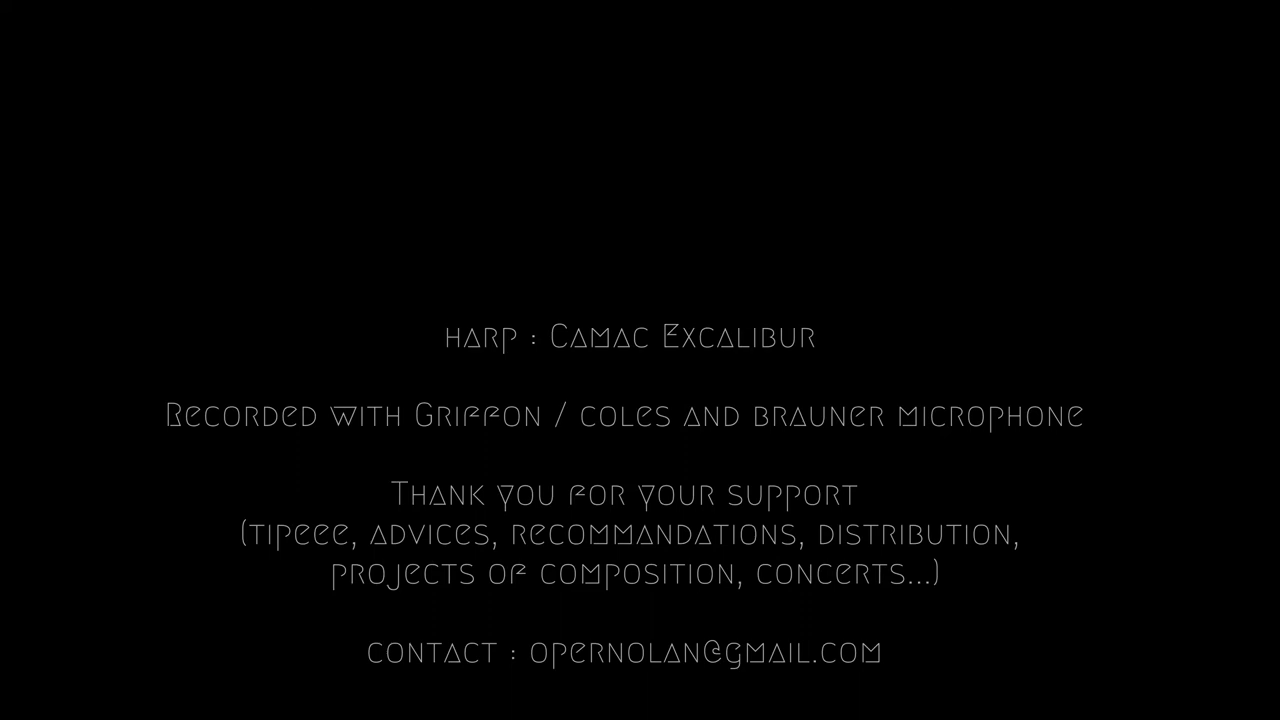 harp : Camac Excalibur
Recorded with Griffon / coles and brauner microphone
Thank you for your support
(tipeee, advices, recommandations, distribution,
projects of composition, concerts...)
contact : opernolan@gmail.com